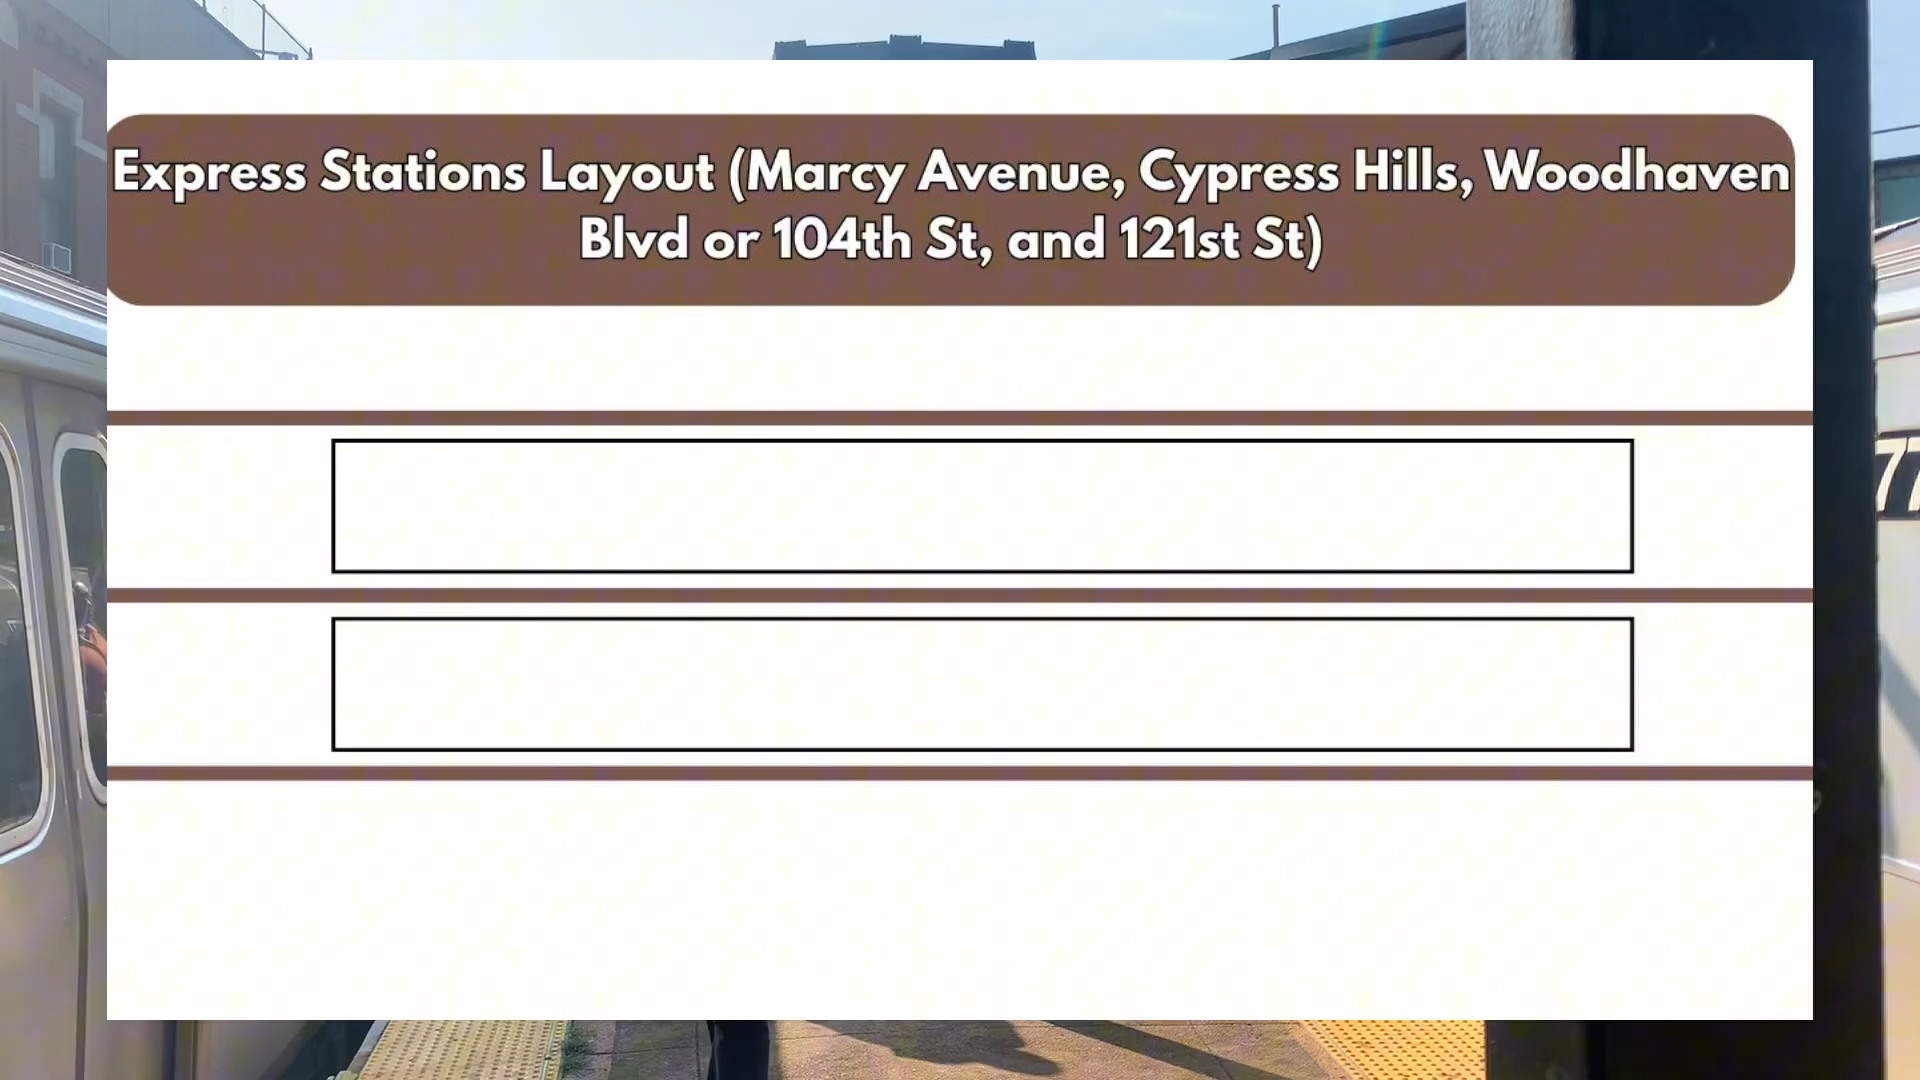 Express Stations Layout (Marcy Avenue, Cypress Hills, Woodhaven
Blvd or 104th St, and 121st St)